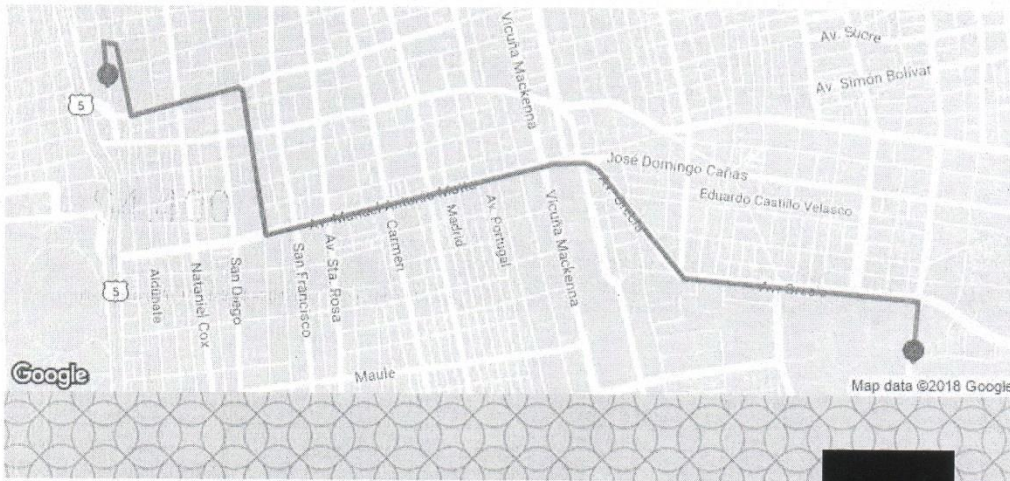 Av. Sucre
Av. Simón Bolívar
Vicuña Mackenna
5
José Domingo Cañas
Eduardo Castillo Velasco
Av. Grecia
Av. Manuel Antonio Matta
Carmen
Madrid
Av. Portugal
Vicuña Mackenna
Av. Grecia
5
Aldunate
Nataniel Cox
San Diego
San Francisco
Av. Sta. Rosa
Maule
Google
Map data ©2018 Google